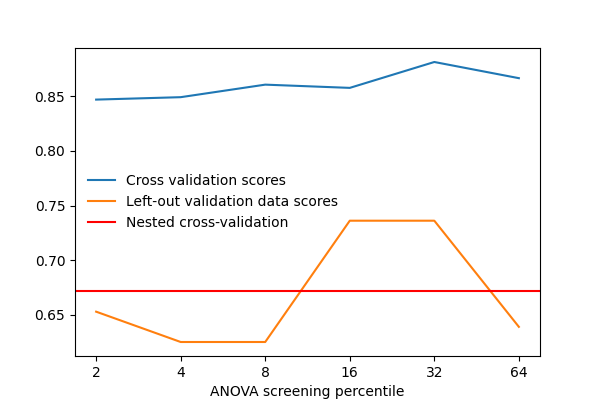 0.85
0.80
0.75
0.70
0.65
Cross validation scores
Left-out validation data scores
Nested cross-validation
2 4 8 16 32 64
ANOVA screening percentile